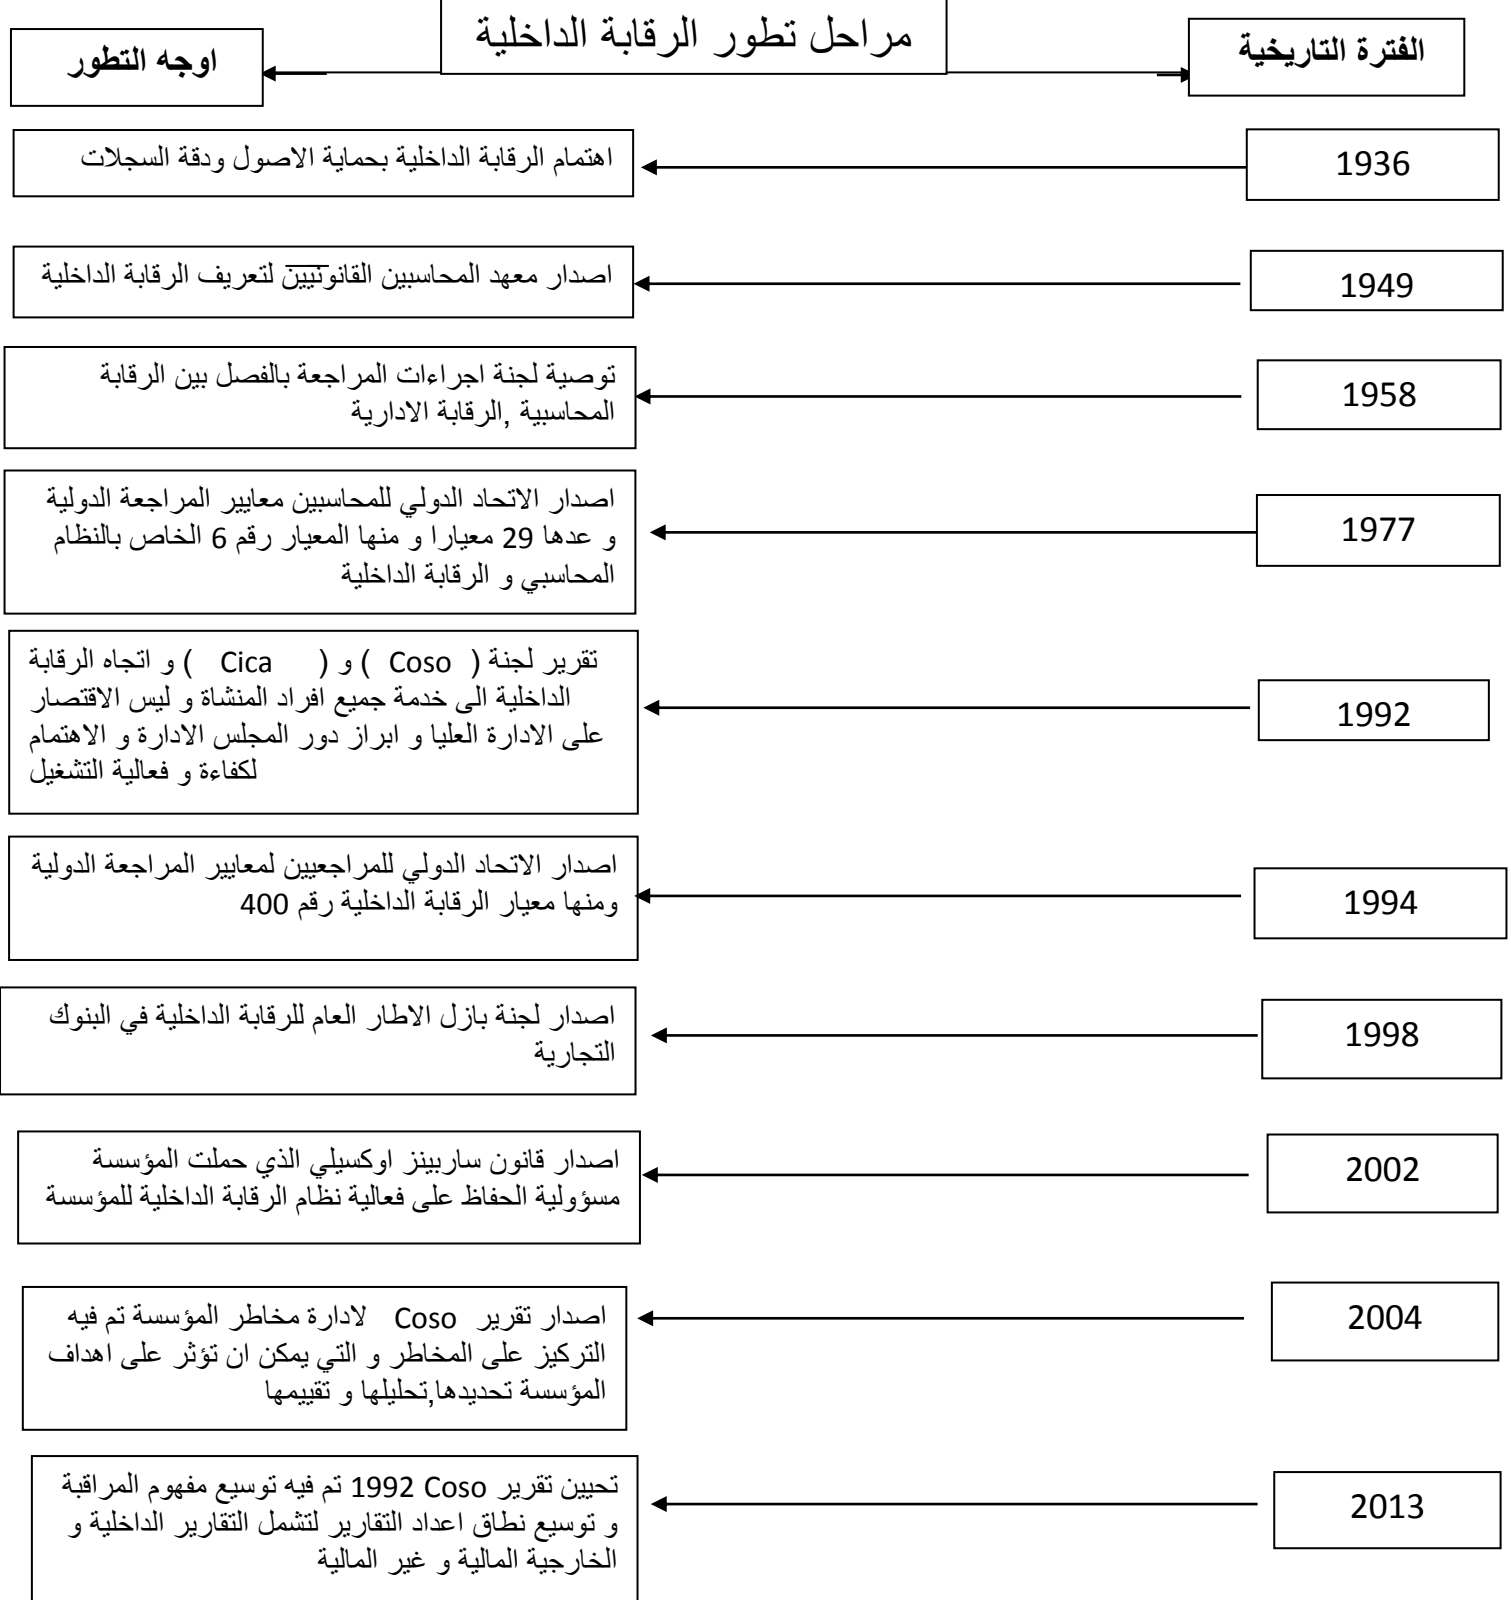 مراحل تطور الرقابة الداخلية
الفترة التاريخية
اوجه التطور
1936
اهتمام الرقابة الداخلية بحماية الاصول ودقة السجلات
1949
اصدار معهد المحاسبين القانونيين لتعريف الرقابة الداخلية
1958
توصية لجنة اجراءات المراجعة بالفصل بين الرقابة
المحاسبية ,الرقابة الادارية
1977
اصدار الاتحاد الدولي للمحاسبين معايير المراجعة الدولية
و عدها 29 معيارا و منها المعيار رقم 6 الخاص بالنظام
المحاسبي و الرقابة الداخلية
1992
تقرير لجنة ( Coso ) و ( Cica ) و اتجاه الرقابة
الداخلية الى خدمة جميع افراد المنشاة و ليس الاقتصار
على الادارة العليا و ابراز دور المجلس الادارة و الاهتمام
لكفاءة و فعالية التشغيل
1994
اصدار الاتحاد الدولي للمراجعيين لمعايير المراجعة الدولية
ومنها معيار الرقابة الداخلية رقم 400
1998
اصدار لجنة بازل الاطار العام للرقابة الداخلية في البنوك
التجارية
2002
اصدار قانون ساربينز اوكسيلي الذي حملت المؤسسة
مسؤولية الحفاظ على فعالية نظام الرقابة الداخلية للمؤسسة
2004
اصدار تقرير Coso لادارة مخاطر المؤسسة تم فيه
التركيز على المخاطر و التي يمكن ان تؤثر على اهداف
المؤسسة تحديدها,تحليلها و تقييمها
2013
تحيين تقرير Coso 1992 تم فيه توسيع مفهوم المراقبة
و توسيع نطاق اعداد التقارير لتشمل التقارير الداخلية و
الخارجية المالية و غير المالية